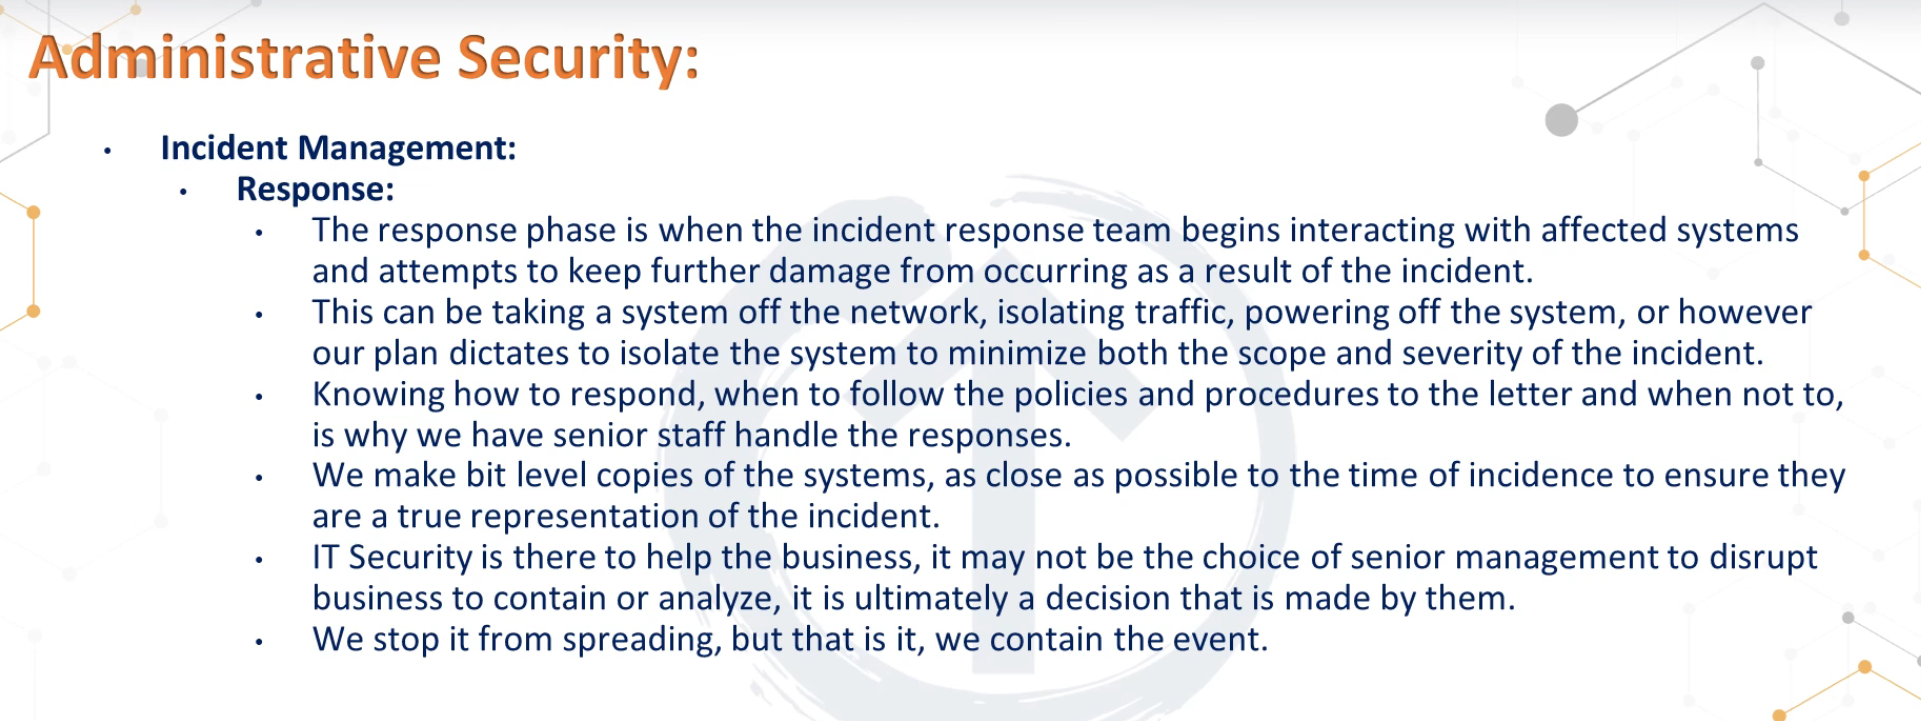 Administrative Security:
• Incident Management:
• Response:
• The response phase is when the incident response team begins interacting with affected systems
and attempts to keep further damage from occurring as a result of the incident.
• This can be taking a system off the network, isolating traffic, powering off the system, or however
our plan dictates to isolate the system to minimize both the scope and severity of the incident.
• Knowing how to respond, when to follow the policies and procedures to the letter and when not to,
is why we have senior staff handle the responses.
• We make bit level copies of the systems, as close as possible to the time of incidence to ensure they
are a true representation of the incident.
• IT Security is there to help the business, it may not be the choice of senior management to disrupt
business to contain or analyze, it is ultimately a decision that is made by them.
• We stop it from spreading, but that is it, we contain the event.